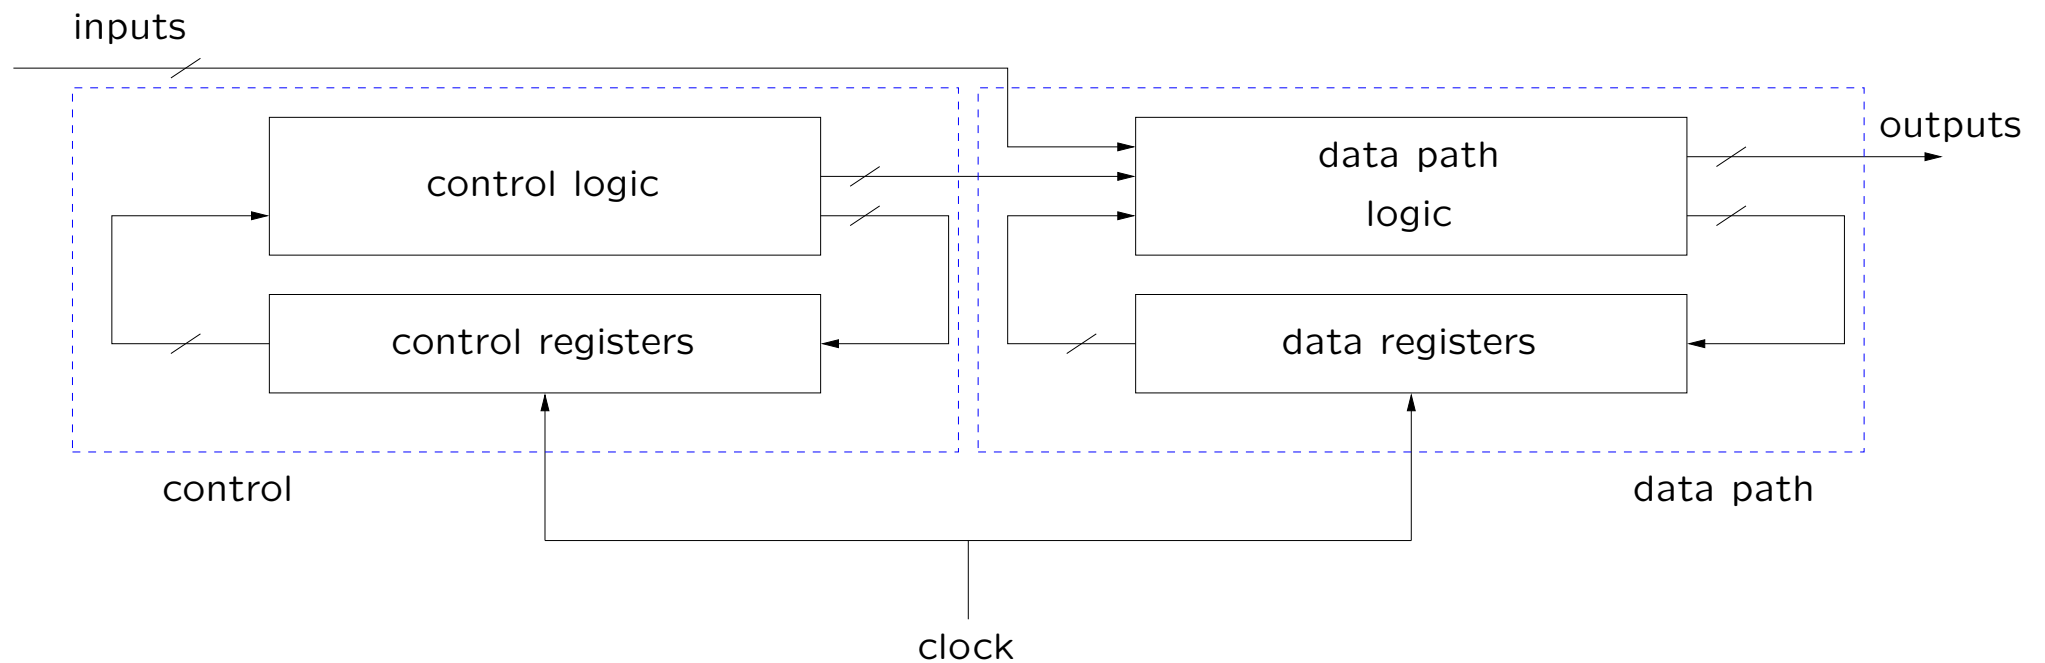 inputs
outputs
control logic
data path
logic
control registers
data registers
control
data path
clock